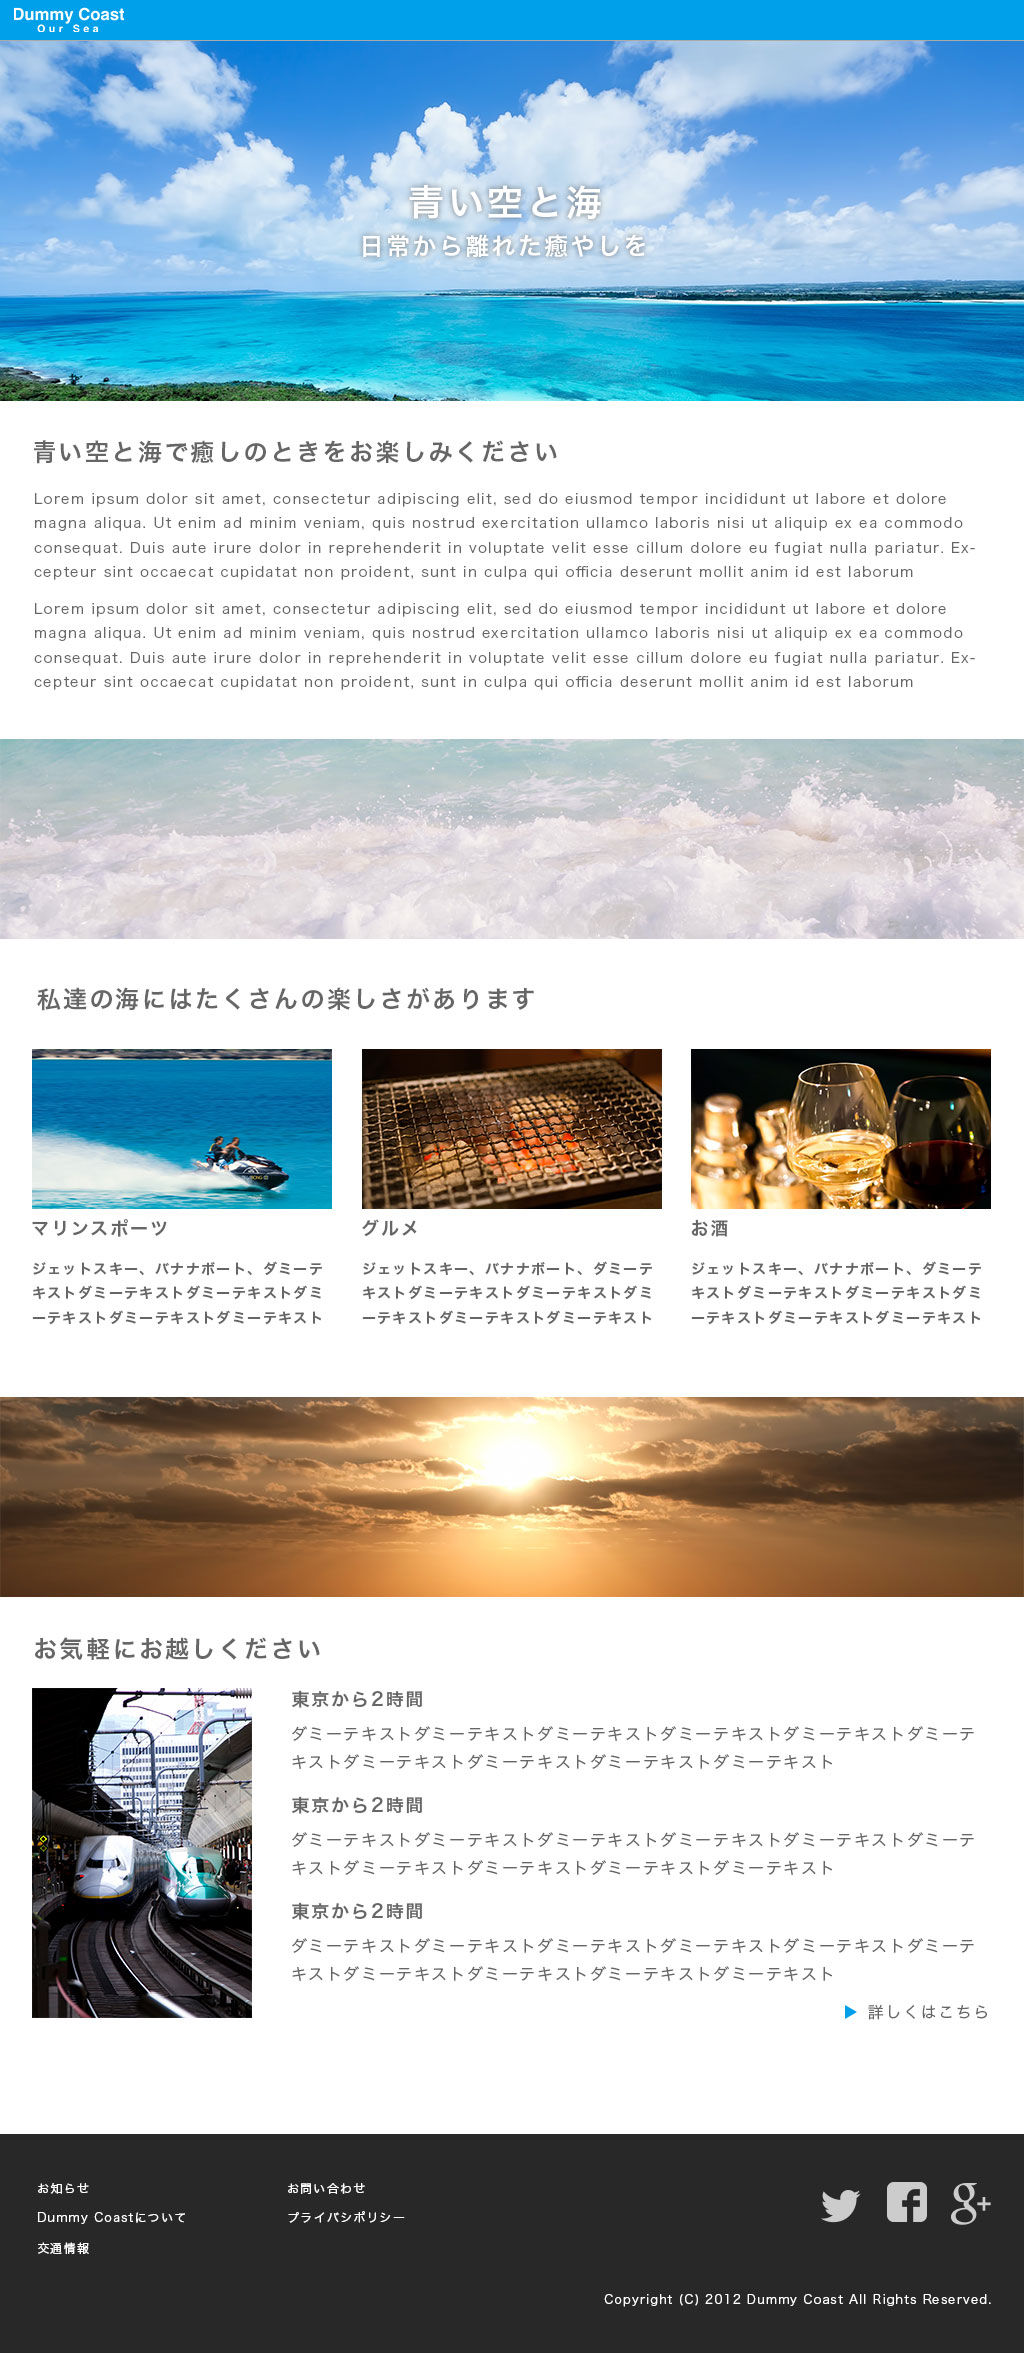 Dummy Coast
Our Sea
青い空と海
日常から離れた癒やしを
青い空と海で癒しのときをお楽しみください
Lorem ipsum dolor sit amet, consectetur adipiscing elit, sed do eiusmod tempor incididunt ut labore et dolore
magna aliqua. Ut enim ad minim veniam, quis nostrud exercitation ullamco laboris nisi ut aliquip ex ea commodo
consequat. Duis aute irure dolor in reprehenderit in voluptate velit esse cillum dolore eu fugiat nulla pariatur. Ex-
cepteur sint occaecat cupidatat non proident, sunt in culpa qui officia deserunt mollit anim id est laborum
Lorem ipsum dolor sit amet, consectetur adipiscing elit, sed do eiusmod tempor incididunt ut labore et dolore
magna aliqua. Ut enim ad minim veniam, quis nostrud exercitation ullamco laboris nisi ut aliquip ex ea commodo
consequat. Duis aute irure dolor in reprehenderit in voluptate velit esse cillum dolore eu fugiat nulla pariatur. Ex-
cepteur sint occaecat cupidatat non proident, sunt in culpa qui officia deserunt mollit anim id est laborum
私達の海にはたくさんの楽しさがあります
マリンスポーツ
ジェットスキー、バナナボート、ダミーテ
キストダミーテキストダミーテキストダミ
ーテキストダミーテキストダミーテキスト
グルメ
ジェットスキー、バナナボート、ダミーテ
キストダミーテキストダミーテキストダミ
ーテキストダミーテキストダミーテキスト
お酒
ジェットスキー、バナナボート、ダミーテ
キストダミーテキストダミーテキストダミ
ーテキストダミーテキストダミーテキスト
お気軽にお越しください
東京から2時間
ダミーテキストダミーテキストダミーテキストダミーテキストダミーテキストダミーテ
キストダミーテキストダミーテキストダミーテキストダミーテキスト
東京から2時間
ダミーテキストダミーテキストダミーテキストダミーテキストダミーテキストダミーテ
キストダミーテキストダミーテキストダミーテキストダミーテキスト
東京から2時間
ダミーテキストダミーテキストダミーテキストダミーテキストダミーテキストダミーテ
キストダミーテキストダミーテキストダミーテキストダミーテキスト
▶ 詳しくはこちら
お知らせ
Dummy Coastについて
交通情報
お問い合わせ
プライバシポリシー
Copyright (C) 2012 Dummy Coast All Rights Reserved.